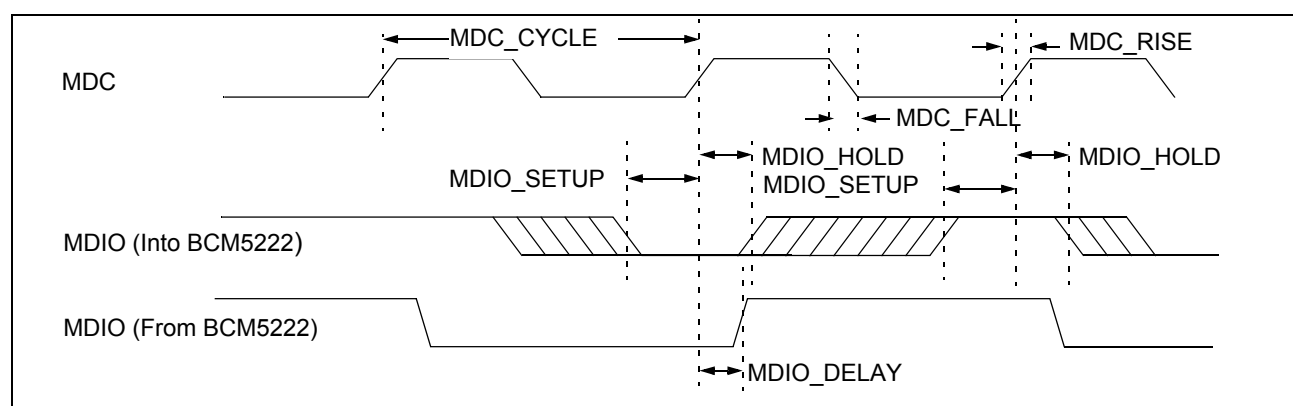 MDC_CYCLE
MDC_RISE
MDC
MDC_FALL
MDIO_HOLD
MDIO_HOLD
MDIO_SETUP
MDIO_SETUP
MDIO (Into BCM5222)
MDIO (From BCM5222)
MDIO_DELAY